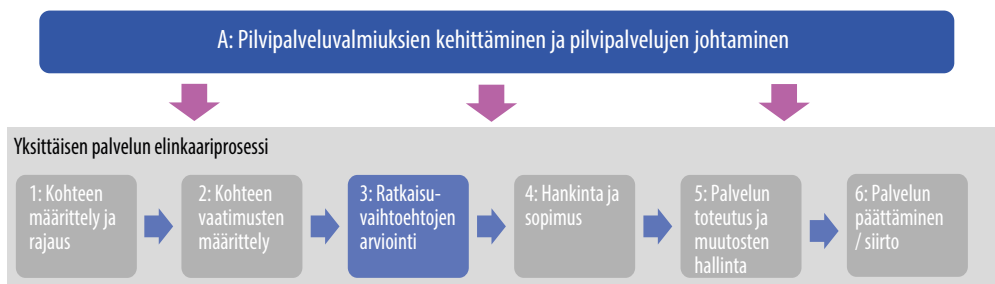 A: Pilvipalveluvalmiuksien kehittäminen ja pilvipalvelujen johtaminen
Yksittäisen palvelun elinkaariprosessi
1: Kohteen
määrittely ja
rajaus
2: Kohteen
vaatimusten
määrittely
3: Ratkaisu-
vaihtoehtojen
arviointi
4: Hankinta ja
sopimus
5: Palvelun
toteutus ja
muutosten
hallinta
6: Palvelun
päättäminen
/ siirto